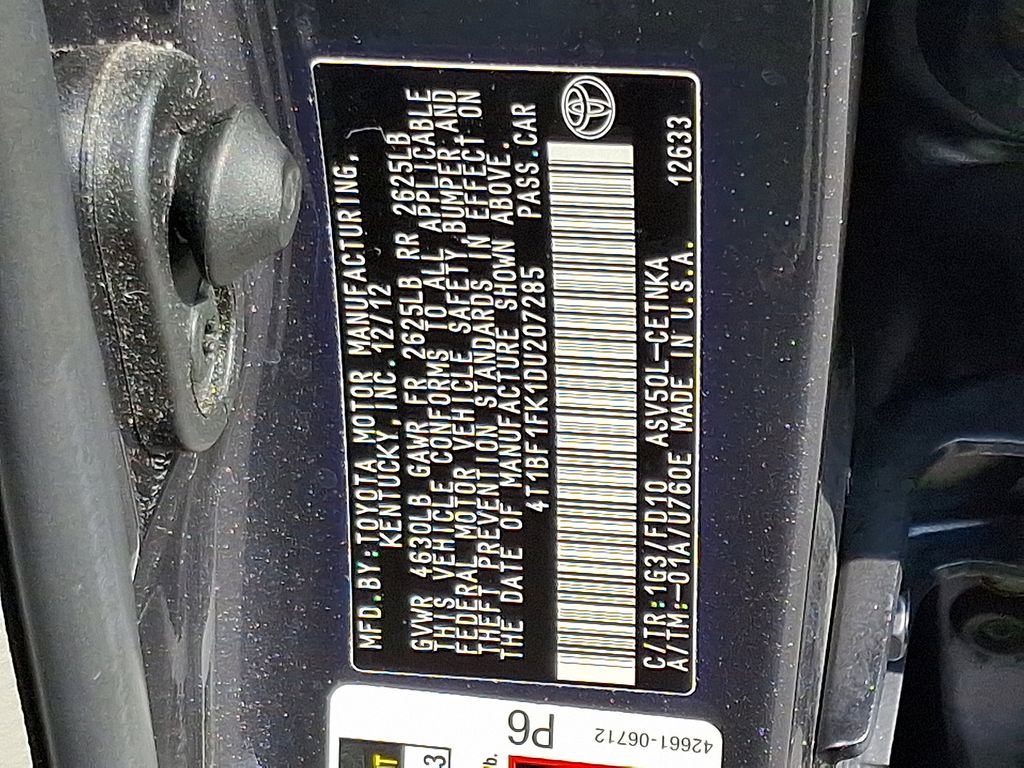 MFD.BY:TOYOTA MOTOR MANUFACTURING,
KENTUCKY,INC.12/12
GVWR 4630LB GAWR FR 2625LB RR 2625LB
THIS VEHICLE CONFORMS TO ALL APPLICABLE
FEDERAL MOTOR VEHICLE SAFETY,BUMPER,AND
THEFT PREVENTION STANDARDS IN EFFECT ON
THE DATE OF MANUFACTURE SHOWN ABOVE.
4T1BF1FK1DU207285 PASS.CAR
C/TR:1G3/FD10 ASV50L-CETNKA
A/TM:-01A/U760E MADE IN U.S.A. 12633
P6
42661-06712